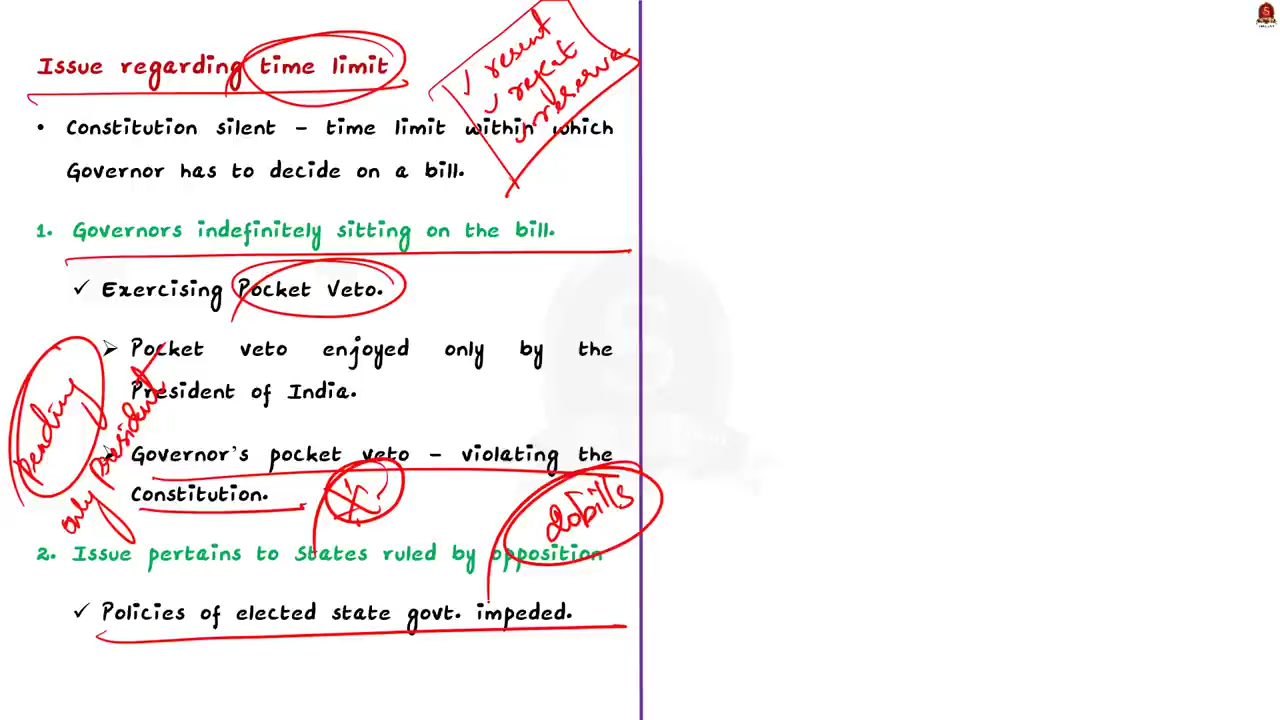 Issue regarding time limit
resent
reject
reserve
• Constitution silent – time limit within which
Governor has to decide on a bill.
1. Governors indefinitely sitting on the bill.
✓ Exercising Pocket Veto.
➢ Pocket veto enjoyed only by the
President of India.
pending
only president
➢ Governor's pocket veto – violating the
Constitution.
2. Issue pertains to States ruled by opposition
✓ Policies of elected state govt. impeded.